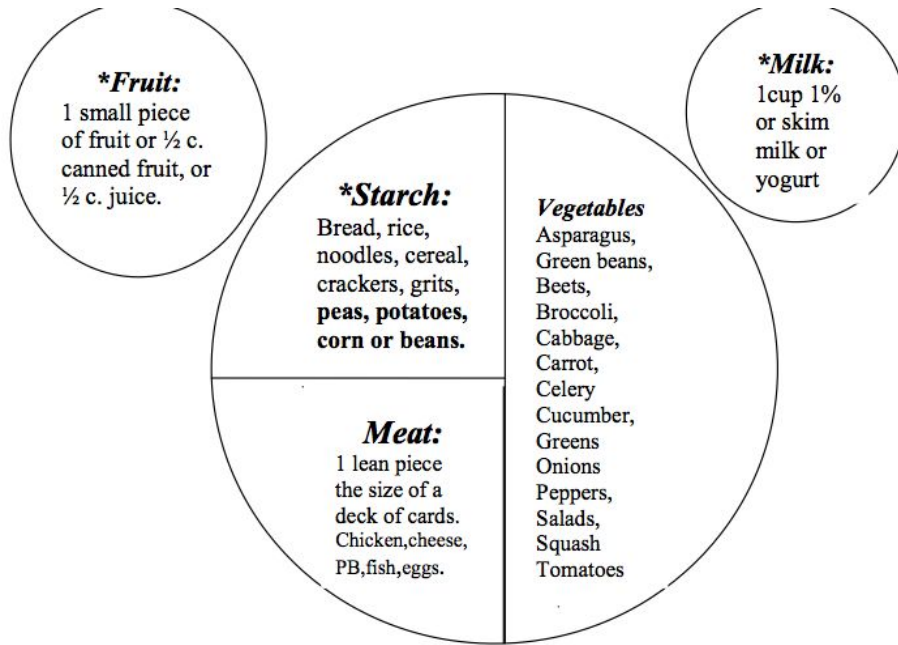 *Fruit:
1 small piece
of fruit or ½ c.
canned fruit, or
½ c. juice.
*Milk:
1cup 1%
or skim
milk or
yogurt
*Starch:
Bread, rice,
noodles, cereal,
crackers, grits,
peas, potatoes,
corn or beans.
Vegetables
Asparagus,
Green beans,
Beets,
Broccoli,
Cabbage,
Carrot,
Celery
Cucumber,
Greens
Onions
Peppers,
Salads,
Squash
Tomatoes
Meat:
1 lean piece
the size of a
deck of cards.
Chicken,cheese,
PB,fish,eggs.